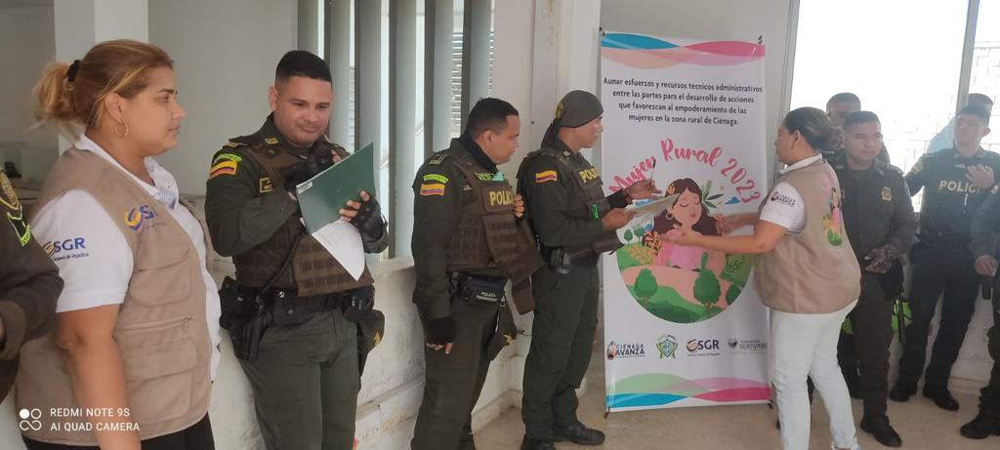 Aunar esfuerzos y recursos técnicos administrativos
entre las partes para el desarrollo de acciones
que favorezcan al empoderamiento de las
mujeres en la zona rural de Ciénaga.
Mujer Rural 2023
CIÉNAGA
AVANZA
SGR
SGR
CIÉNAGA
AVANZA
POLICÍA
POLICÍA
REDMI NOTE 9S
AI QUAD CAMERA